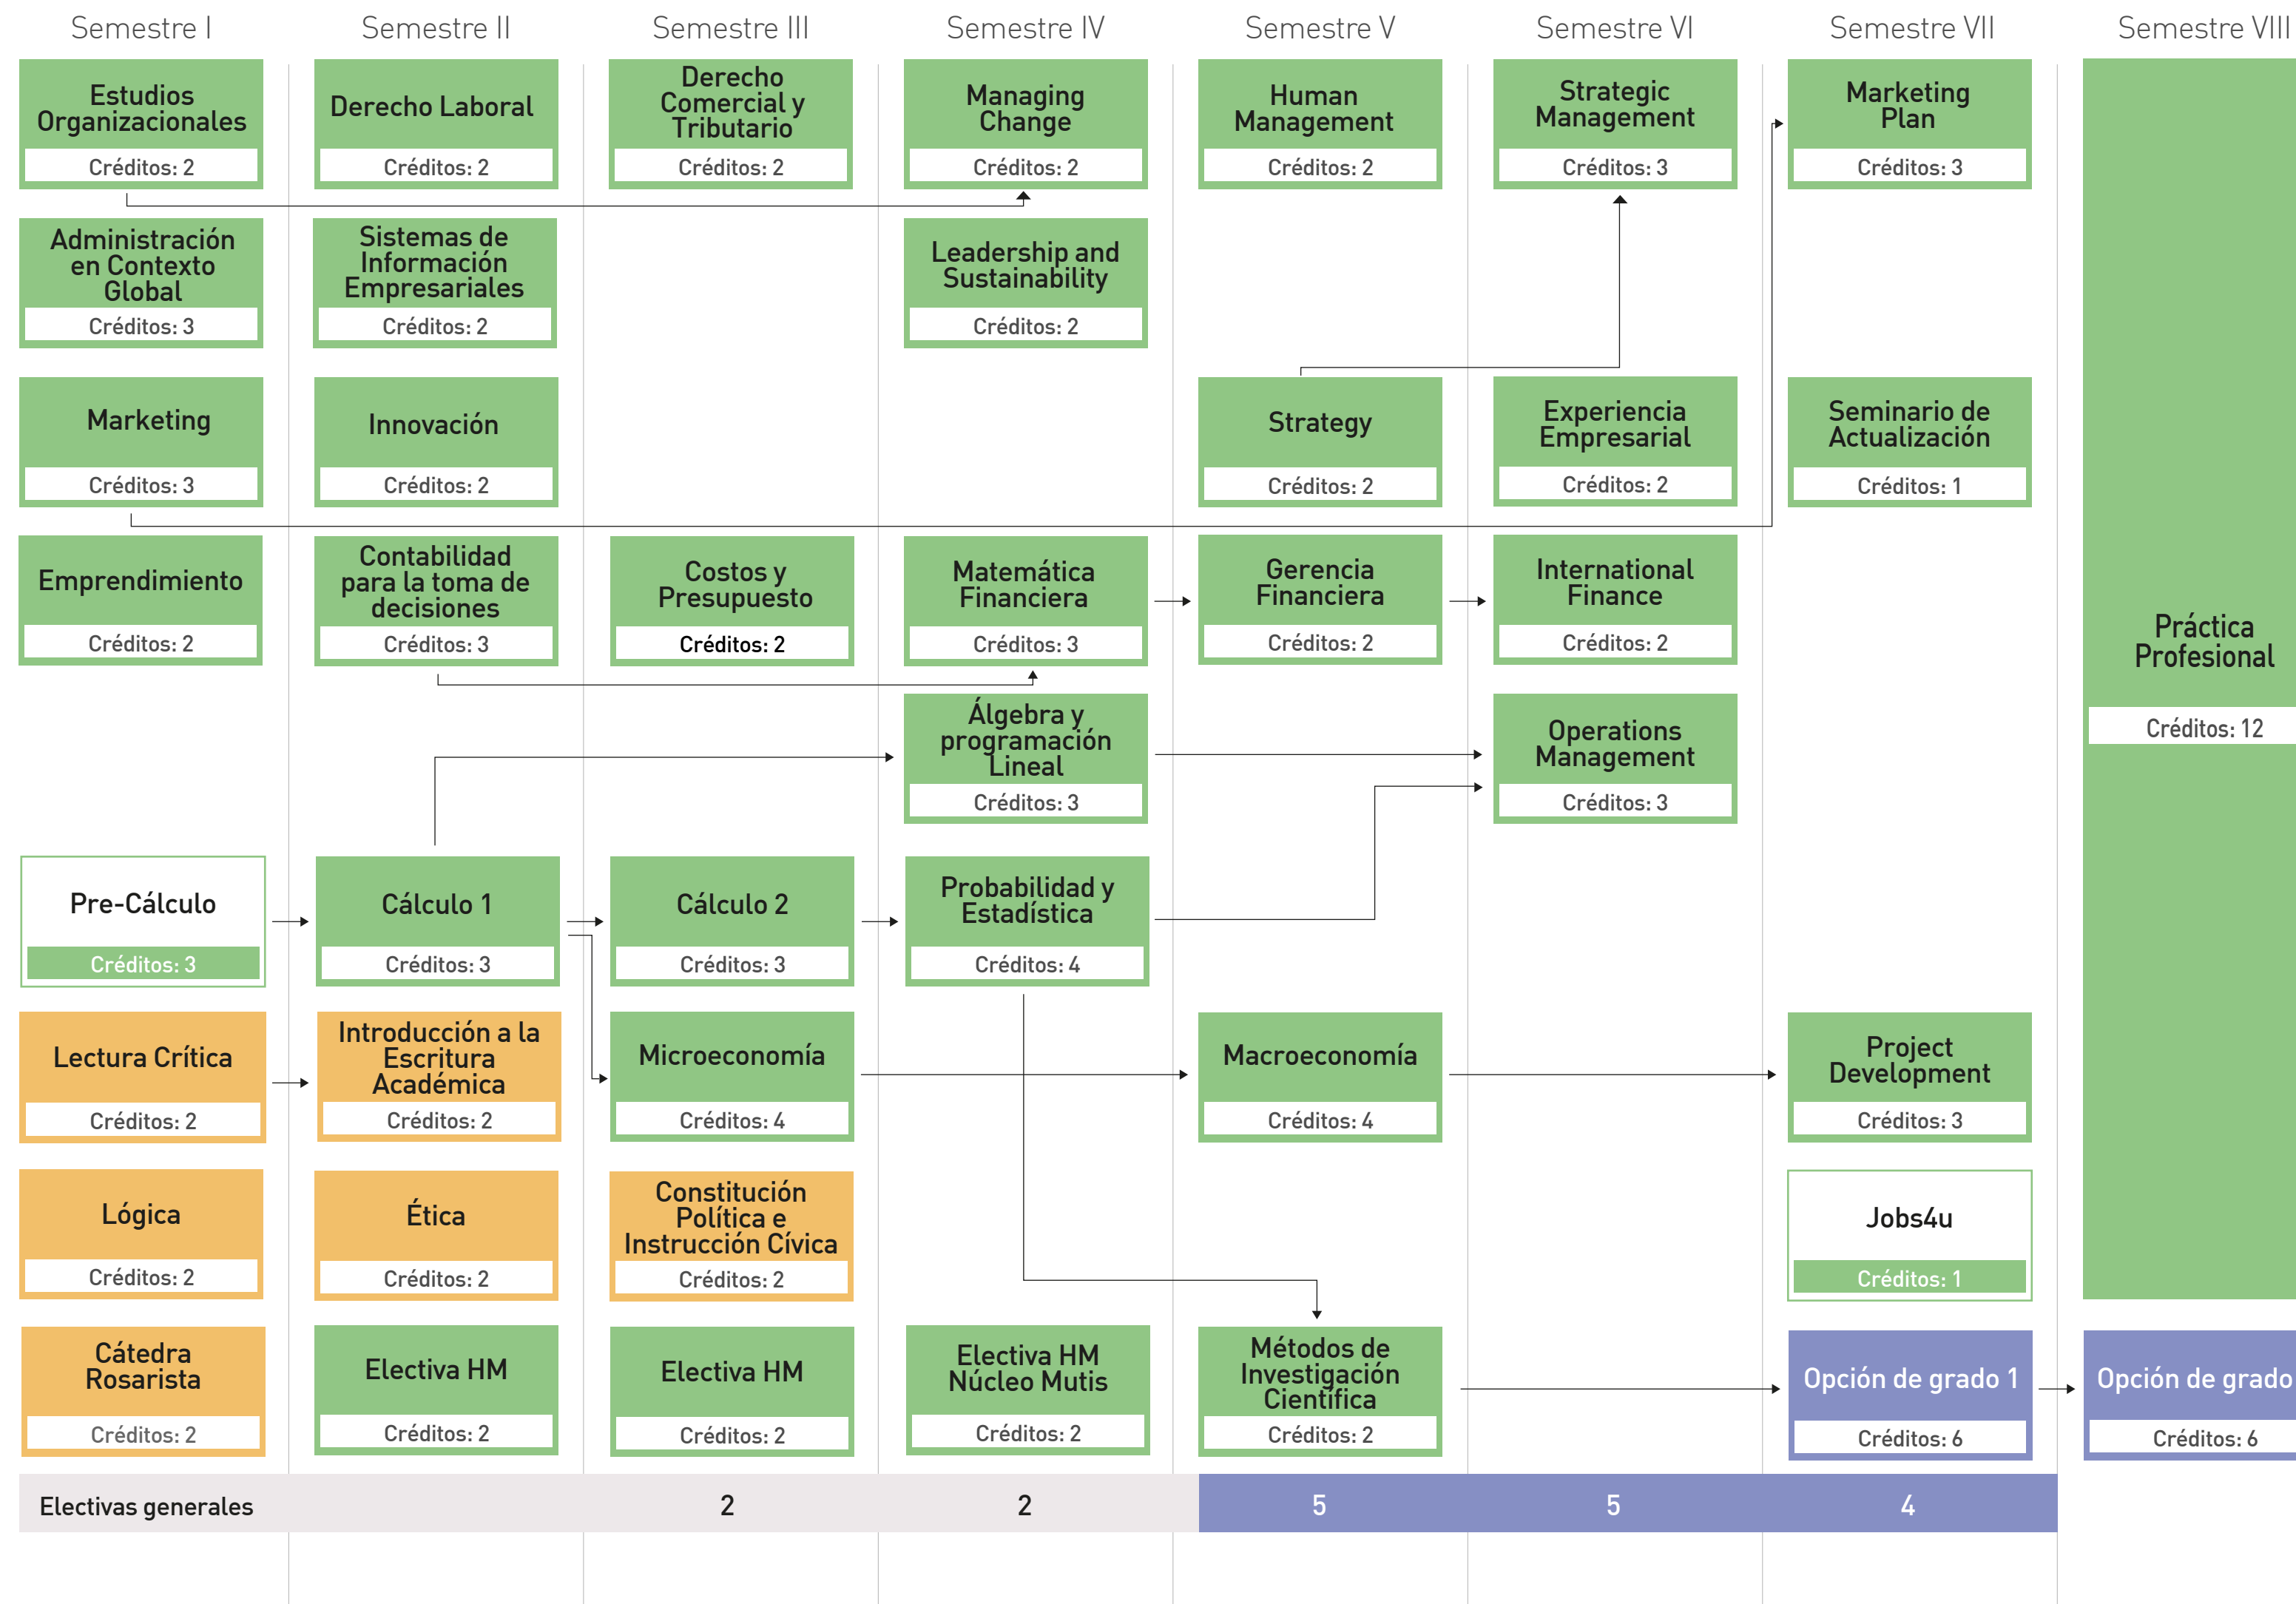 Semestre I
Semestre II
Semestre III
Semestre IV
Semestre V
Semestre VI
Semestre VII
Semestre VIII
Estudios
Organizacionales
Créditos: 2
Derecho Laboral
Créditos: 2
Derecho
Comercial y
Tributario
Créditos: 2
Managing
Change
Créditos: 2
Human
Management
Créditos: 2
Strategic
Management
Créditos: 3
Marketing
Plan
Créditos: 3
Administración
en Contexto
Global
Créditos: 3
Sistemas de
Información
Empresariales
Créditos: 2
Leadership and
Sustainability
Créditos: 2
Marketing
Créditos: 3
Innovación
Créditos: 2
Strategy
Créditos: 2
Experiencia
Empresarial
Créditos: 2
Seminario de
Actualización
Créditos: 1
Emprendimiento
Créditos: 2
Contabilidad
para la toma de
decisiones
Créditos: 3
Costos y
Presupuesto
Créditos: 2
Matemática
Financiera
Créditos: 3
Gerencia
Financiera
Créditos: 2
International
Finance
Créditos: 2
Práctica
Profesional
Créditos: 12
Álgebra y
programación
Lineal
Créditos: 3
Operations
Management
Créditos: 3
Pre-Cálculo
Créditos: 3
Cálculo 1
Créditos: 3
Cálculo 2
Créditos: 3
Probabilidad y
Estadística
Créditos: 4
Lectura Crítica
Créditos: 2
Introducción a la
Escritura
Académica
Créditos: 2
Microeconomía
Créditos: 4
Macroeconomía
Créditos: 4
Project
Development
Créditos: 3
Lógica
Créditos: 2
Ética
Créditos: 2
Constitución
Política e
Instrucción Cívica
Créditos: 2
Jobs4u
Créditos: 1
Cátedra
Rosarista
Créditos: 2
Electiva HM
Créditos: 2
Electiva HM
Créditos: 2
Electiva HM
Núcleo Mutis
Créditos: 2
Métodos de
Investigación
Científica
Créditos: 2
Opción de grado 1
Créditos: 6
Opción de grado
Créditos: 6
Electivas generales
2
2
5
5
4